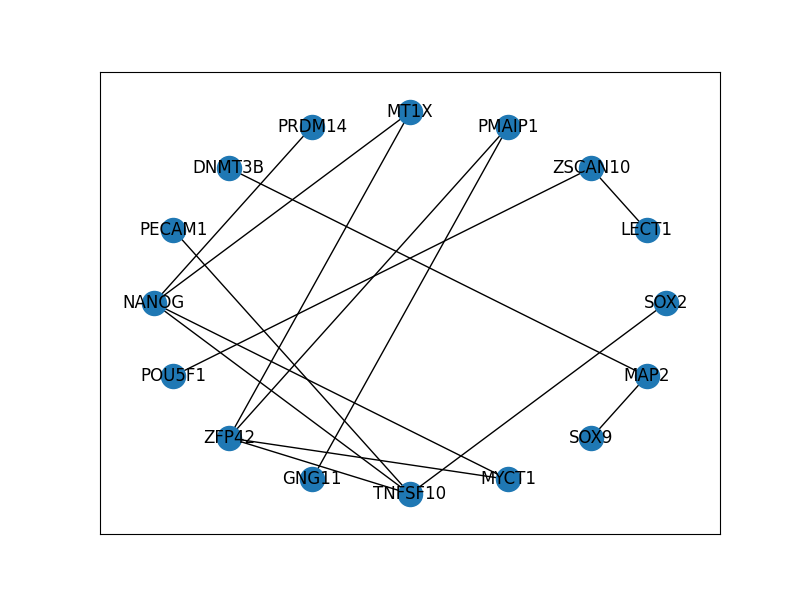 MT1X
PRDM14
PMAIP1
DNMT3B
ZSCAN10
PECAM1
LECT1
NANOG
SOX2
POU5F1
MAP2
ZFP42
SOX9
GNG11
MYCT1
TNFSF10